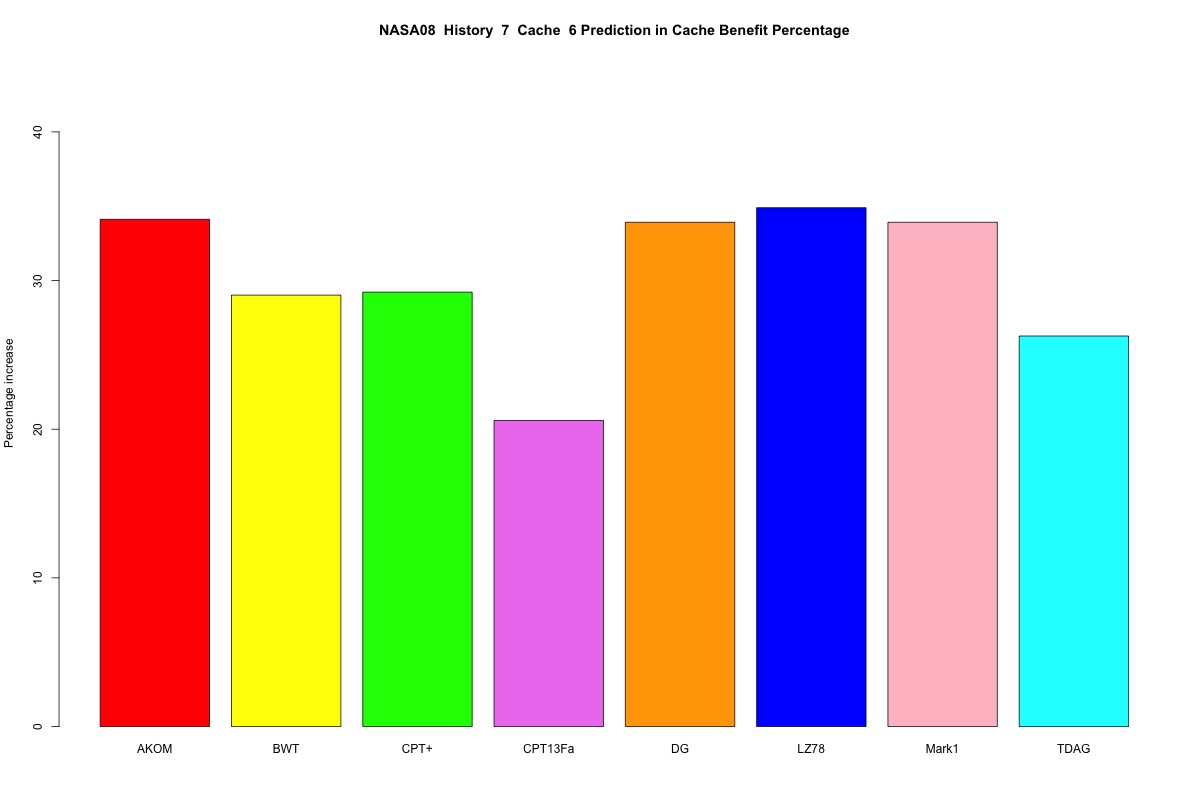 NASA08  History  7  Cache  6 Prediction in Cache Benefit Percentage
Percentage increase
40
30
20
10
0
AKOM BWT CPT+ CPT13Fa DG LZ78 Mark1 TDAG